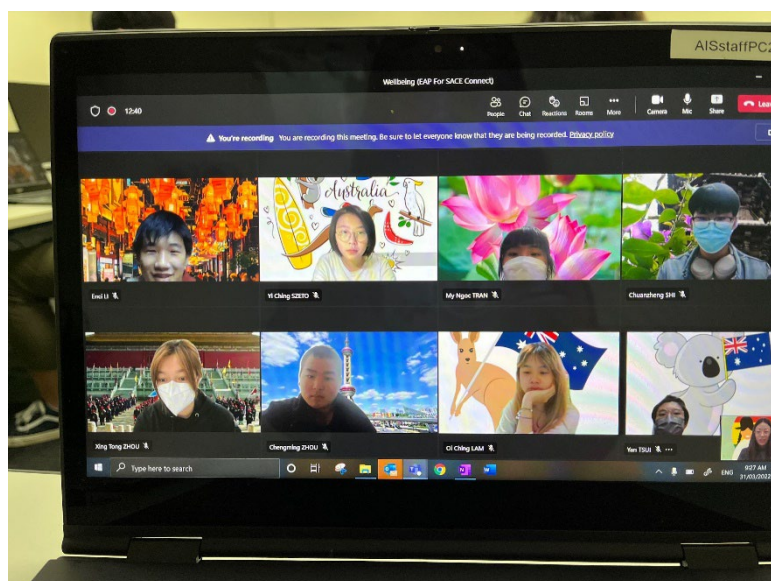 AISstaffPC2
Wellbeing (EAP For SACE Connect)
12:40
People
Chat
Reactions
Rooms
More
Camera
Mic
Share
Lea
You're recording You are recording this meeting. Be sure to let everyone know that they are being recorded. Privacy policy
Australia
Enci LI
Yi Ching SZETO
My Ngoc TRAN
Chuanzheng SHI
Xing Tong ZHOU
Chengming ZHOU
Oi Ching LAM
Yan TSUI
Type here to search
ENG
9:27 AM
31/03/2022